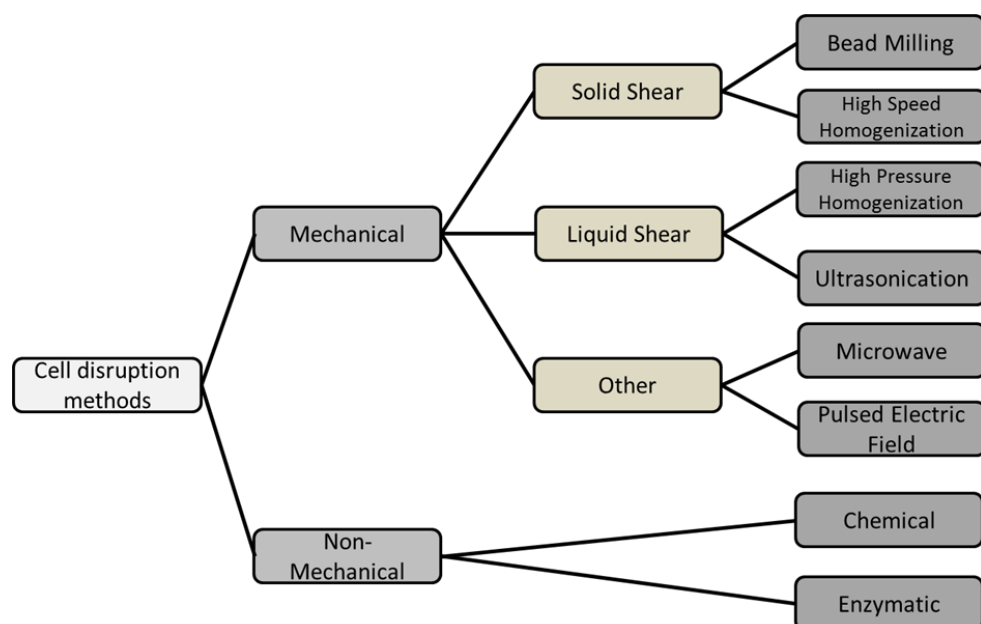 Cell disruption
methods
Mechanical
Non-
Mechanical
Solid Shear
Liquid Shear
Other
Bead Milling
High Speed
Homogenization
High Pressure
Homogenization
Ultrasonication
Microwave
Pulsed Electric
Field
Chemical
Enzymatic